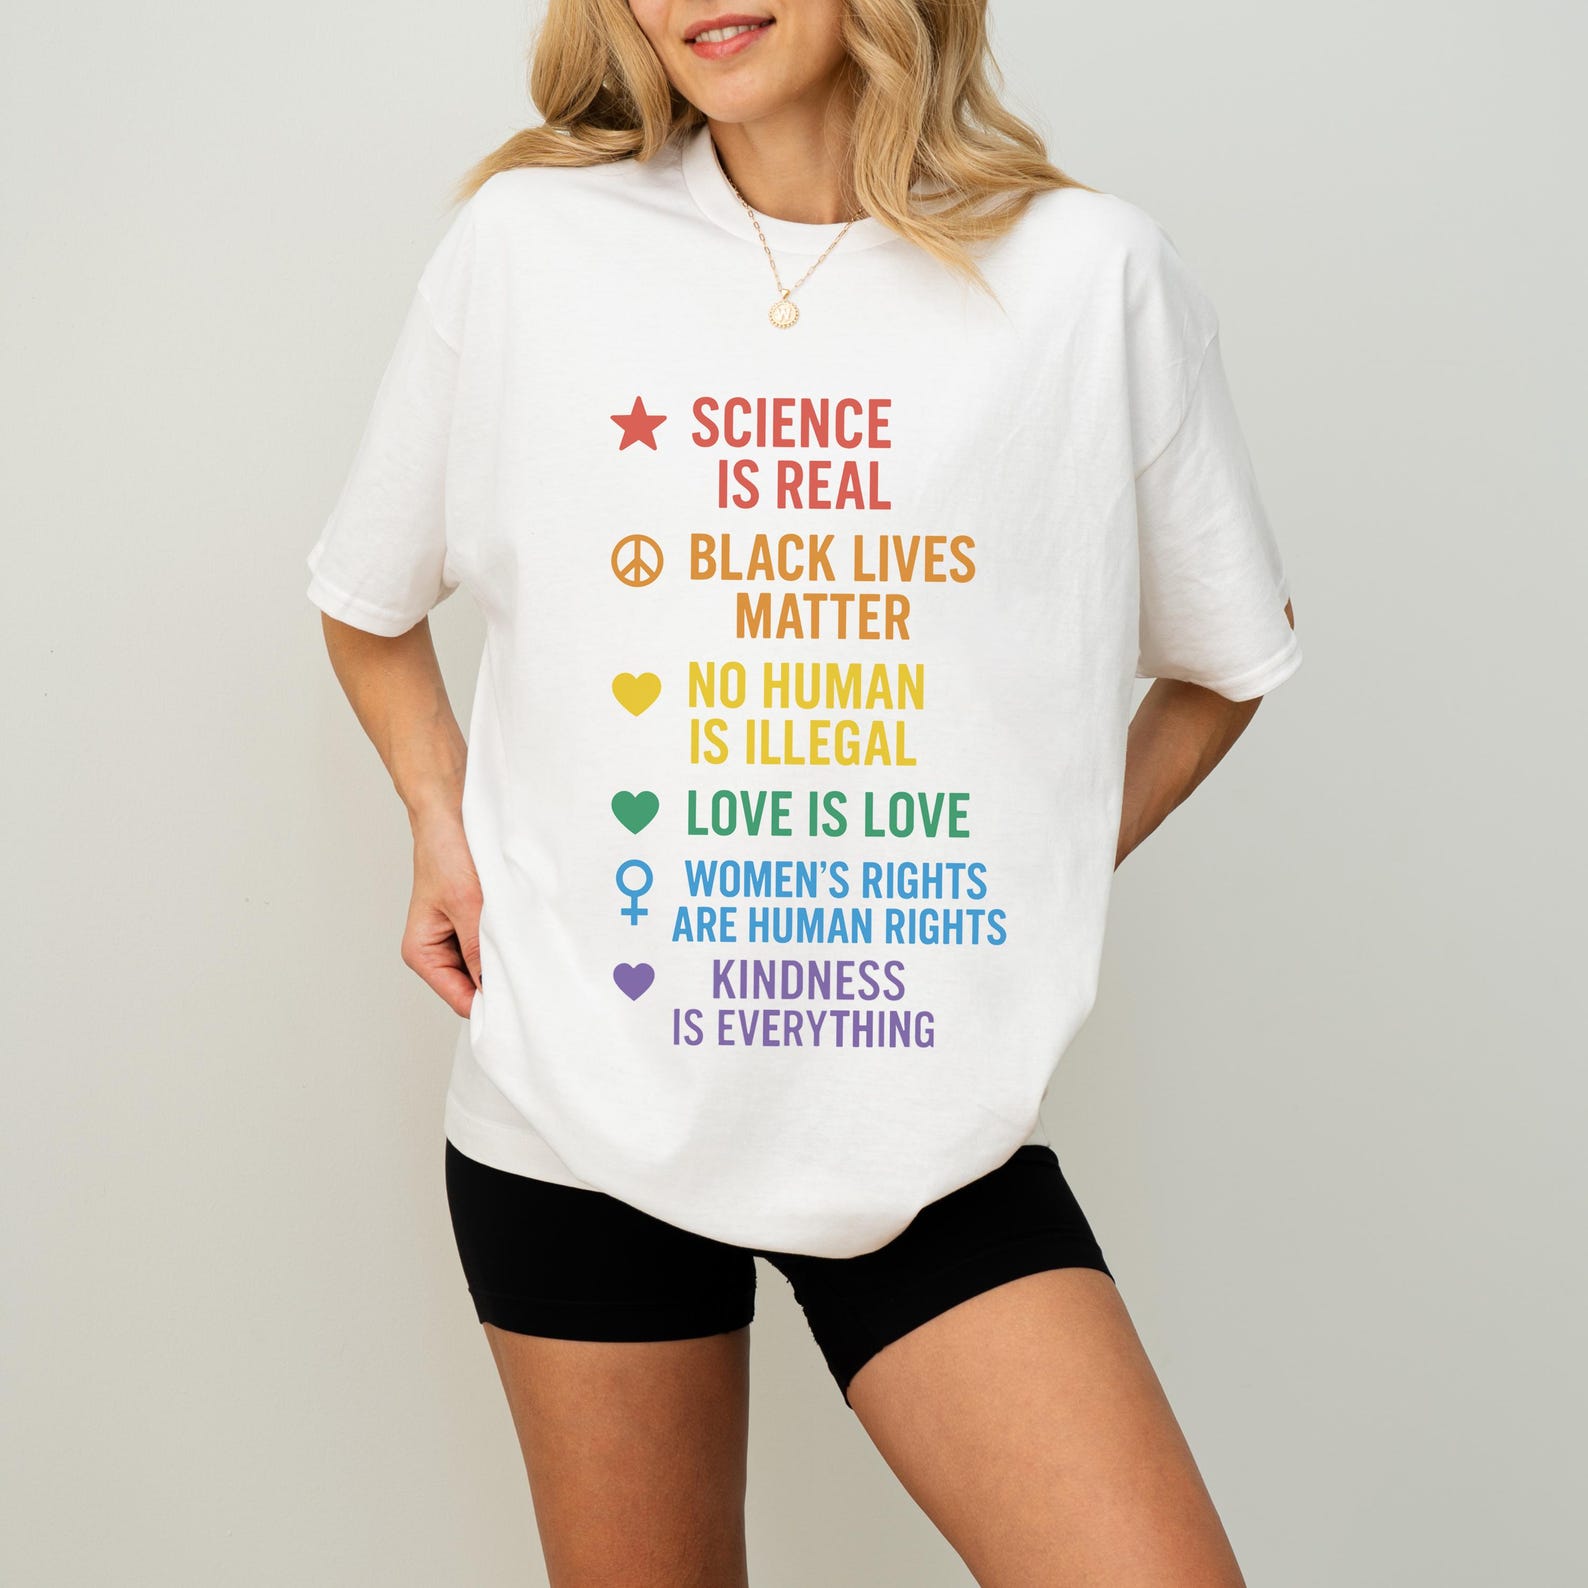 SCIENCE
IS REAL
BLACK LIVES
MATTER
NO HUMAN
IS ILLEGAL
LOVE IS LOVE
WOMEN'S RIGHTS
ARE HUMAN RIGHTS
KINDNESS
IS EVERYTHING